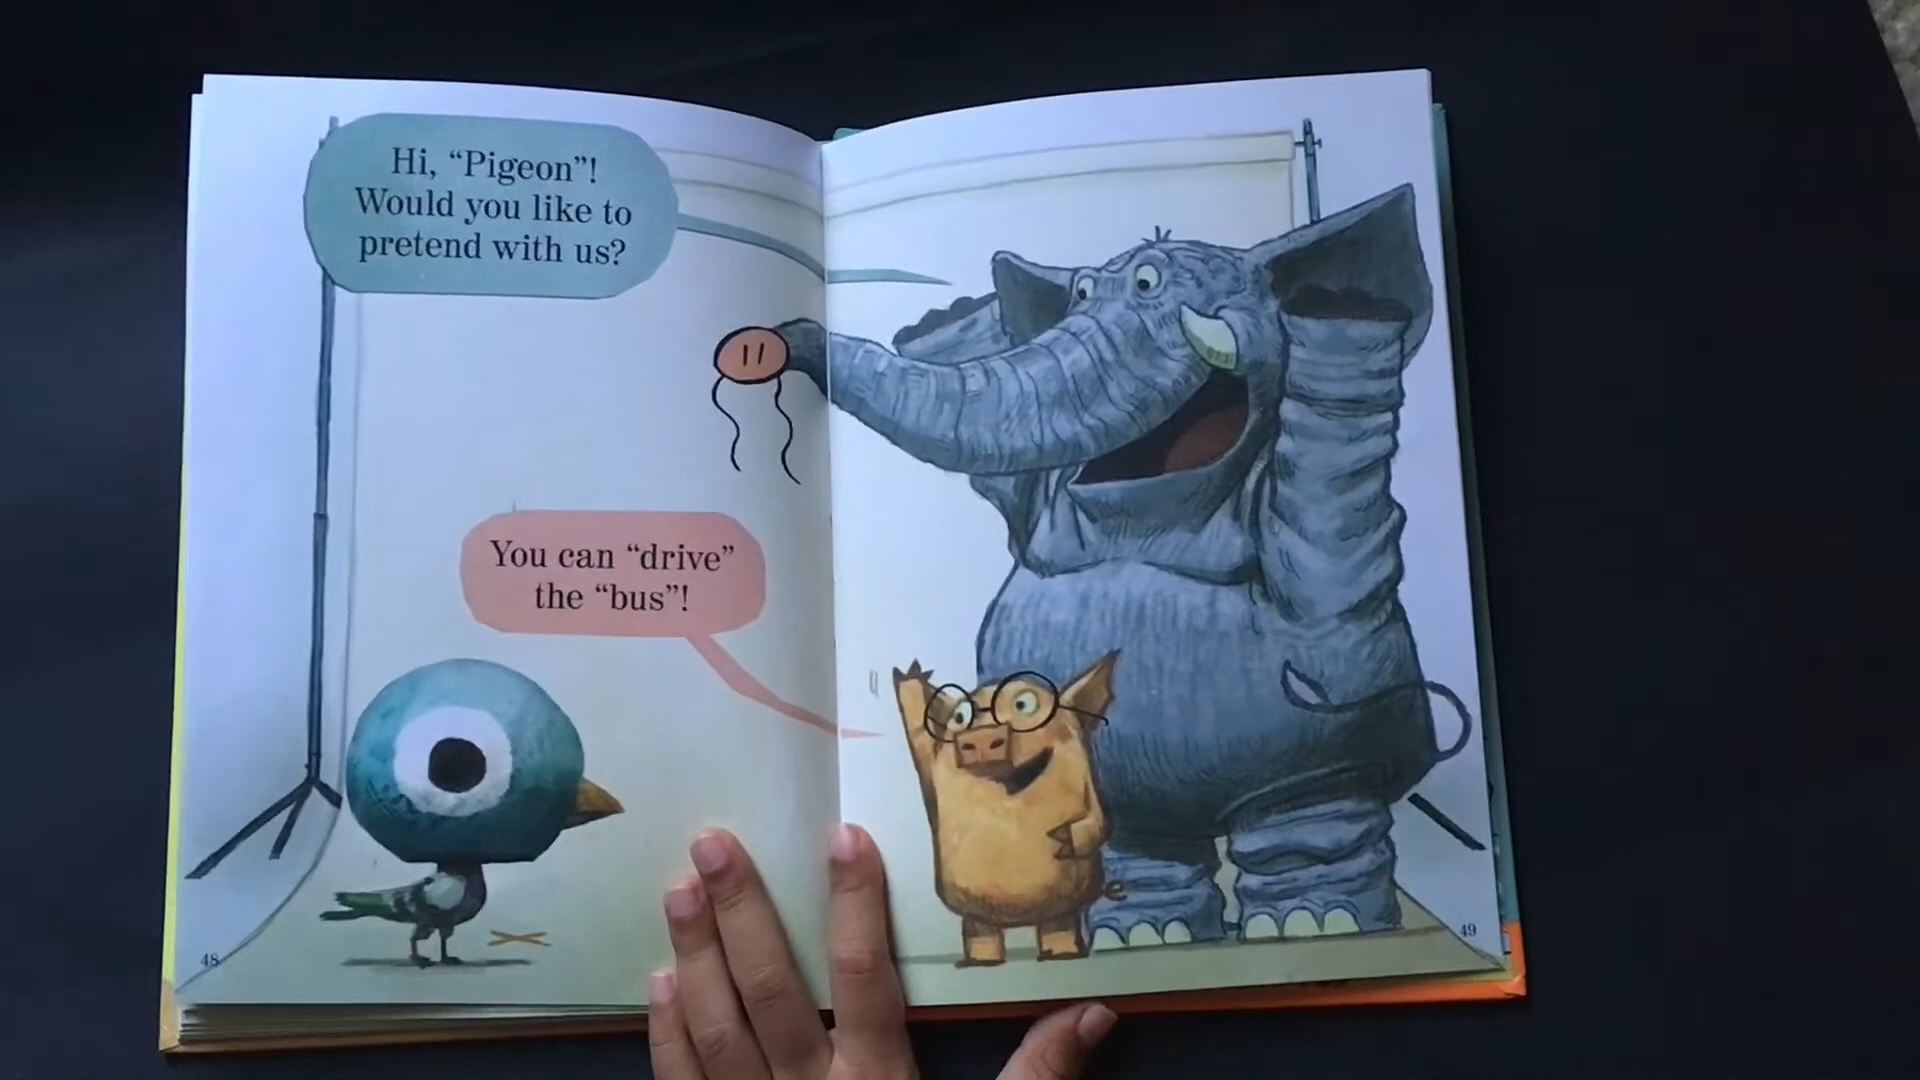 Hi, “Pigeon”!
Would you like to
pretend with us?
You can “drive”
the “bus”!
48
49